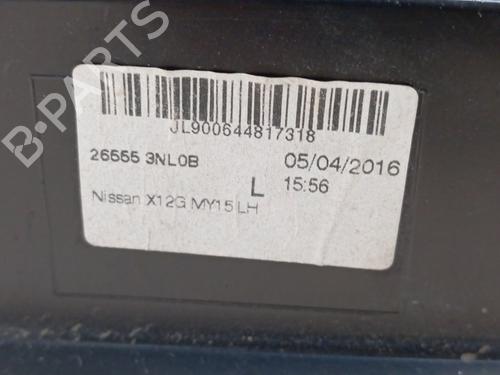 B-PARTS
JL900644817318
26555 3NL0B
05/04/2016
L 15:56
Nissan X12G MY15 LH